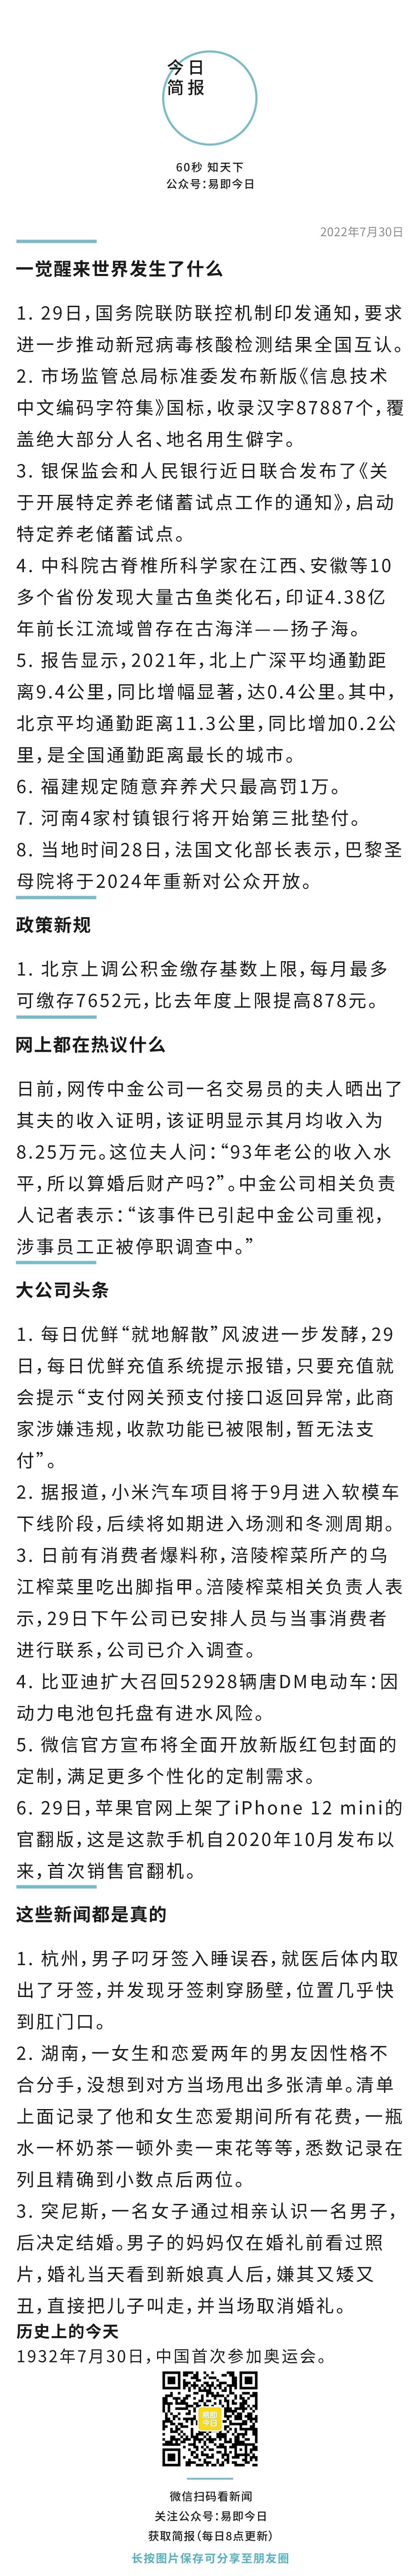 今日
简报
60秒 知天下
公众号：易即今日
2022年7月30日
一觉醒来世界发生了什么
1. 29日，国务院联防联控机制印发通知，要求
进一步推动新冠病毒核酸检测结果全国互认。
2. 市场监管总局标准委发布新版《信息技术
中文编码字符集》国标，收录汉字87887个，覆
盖绝大部分人名、地名用生僻字。
3. 银保监会和人民银行近日联合发布了《关
于开展特定养老储蓄试点工作的通知》，启动
特定养老储蓄试点。
4. 中科院古脊椎所科学家在江西、安徽等10
多个省份发现大量古鱼类化石，印证4.38亿
年前长江流域曾存在古海洋——扬子海。
5. 报告显示，2021年，北上广深平均通勤距
离9.4公里，同比增幅显著，达0.4公里。其中，
北京平均通勤距离11.3公里，同比增加0.2公
里，是全国通勤距离最长的城市。
6. 福建规定随意弃养犬只最高罚1万。
7. 河南4家村镇银行将开始第三批垫付。
8. 当地时间28日，法国文化部长表示，巴黎圣
母院将于2024年重新对公众开放。
政策新规
1. 北京上调公积金缴存基数上限，每月最多
可缴存7652元，比去年度上限提高878元。
网上都在热议什么
日前，网传中金公司一名交易员的夫人晒出了
其夫的收入证明，该证明显示其月均收入为
8.25万元。这位夫人问：“93年老公的收入水
平，所以算婚后财产吗？”。中金公司相关负责
人记者表示：“该事件已引起中金公司重视，
涉事员工正被停职调查中。”
大公司头条
1. 每日优鲜“就地解散”风波进一步发酵，29
日，每日优鲜充值系统提示报错，只要充值就
会提示“支付网关预支付接口返回异常，此商
家涉嫌违规，收款功能已被限制，暂无法支
付”。
2. 据报道，小米汽车项目将于9月进入软模车
下线阶段，后续将如期进入场测和冬测周期。
3. 日前有消费者爆料称，涪陵榨菜所产的乌
江榨菜里吃出脚指甲。涪陵榨菜相关负责人表
示，29日下午公司已安排人员与当事消费者
进行联系，公司已介入调查。
4. 比亚迪扩大召回52928辆唐DM电动车：因
动力电池包托盘有进水风险。
5. 微信官方宣布将全面开放新版红包封面的
定制，满足更多个性化的定制需求。
6. 29日，苹果官网上架了iPhone 12 mini的
官翻版，这是这款手机自2020年10月发布以
来，首次销售官翻机。
这些新闻都是真的
1. 杭州，男子叼牙签入睡误吞，就医后体内取
出了牙签，并发现牙签刺穿肠壁，位置几乎快
到肛门口。
2. 湖南，一女生和恋爱两年的男友因性格不
合分手，没想到对方当场甩出多张清单。清单
上面记录了他和女生恋爱期间所有花费，一瓶
水一杯奶茶一顿外卖一束花等等，悉数记录在
列且精确到小数点后两位。
3. 突尼斯，一名女子通过相亲认识一名男子，
后决定结婚。男子的妈妈仅在婚礼前看过照
片，婚礼当天看到新娘真人后，嫌其又矮又
丑，直接把儿子叫走，并当场取消婚礼。
历史上的今天
1932年7月30日，中国首次参加奥运会。
易即
今日
微信扫码看新闻
关注公众号：易即今日
获取简报（每日8点更新）
长按图片保存可分享至朋友圈